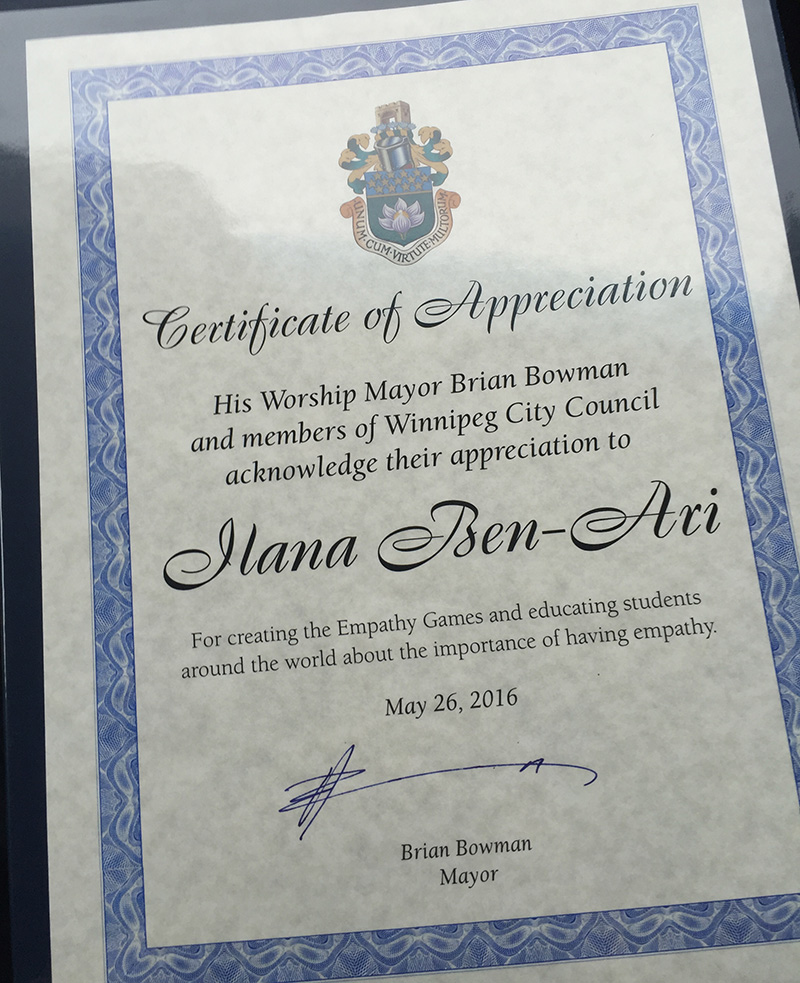 UNUM·CUM·VIRTUTE·MULTORUM
Certificate of Appreciation
His Worship Mayor Brian Bowman
and members of Winnipeg City Council
acknowledge their appreciation to
Ilana Ben-Ari
For creating the Empathy Games and educating students
around the world about the importance of having empathy.
May 26, 2016
Brian Bowman
Mayor